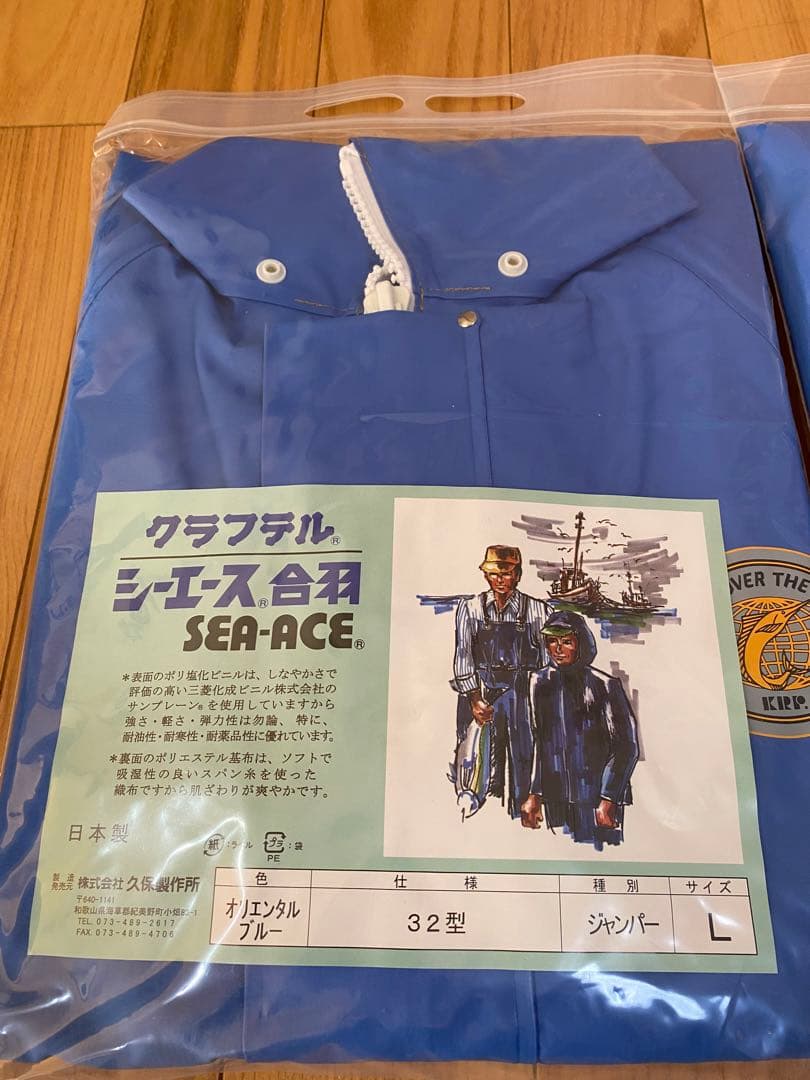 クラフテル®
シーエース®合羽
SEA-ACE®
*表面のポリ塩化ビニルは、しなやかさで
評価の高い三菱化成ビニル株式会社の
サンプレーン®を使用していますから
強さ・軽さ・弾力性は勿論、特に、
耐油性・耐寒性・耐薬品性に優れています。
*裏面のポリエステル基布は、ソフトで
吸湿性の良いスパン糸を使った
織布ですから肌ざわりが爽やかです。
日本製
紙:ラベル
プラ:袋
PE
製造
発売元 株式会社 久保製作所
〒640-1141
和歌山県海草郡紀美野町小畑82-1
TEL. 073-489-2617
FAX. 073-489-4706
色 仕様 種別 サイズ
オリエンタル
ブルー 32型 ジャンパー L
OVER THE
KRP.